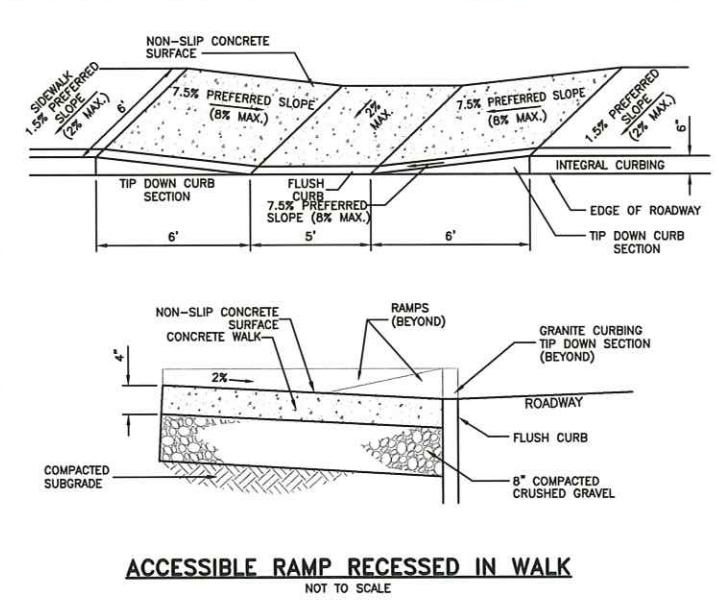 NON-SLIP CONCRETE
SURFACE
SIDEWALK
1.5% PREFERRED
SLOPE
(2% MAX.)
6'
7.5% PREFERRED SLOPE
(8% MAX.)
2%
MAX.
7.5% PREFERRED SLOPE
(8% MAX.)
1.5% PREFERRED
SLOPE
(2% MAX.)
6"
INTEGRAL CURBING
TIP DOWN CURB
SECTION
FLUSH
CURB
7.5% PREFERRED
SLOPE (8% MAX.)
EDGE OF ROADWAY
TIP DOWN CURB
SECTION
6'
5'
6'
NON-SLIP CONCRETE
SURFACE
CONCRETE WALK
RAMPS
(BEYOND)
GRANITE CURBING
TIP DOWN SECTION
(BEYOND)
4"
2%
ROADWAY
FLUSH CURB
COMPACTED
SUBGRADE
8" COMPACTED
CRUSHED GRAVEL
ACCESSIBLE RAMP RECESSED IN WALK
NOT TO SCALE